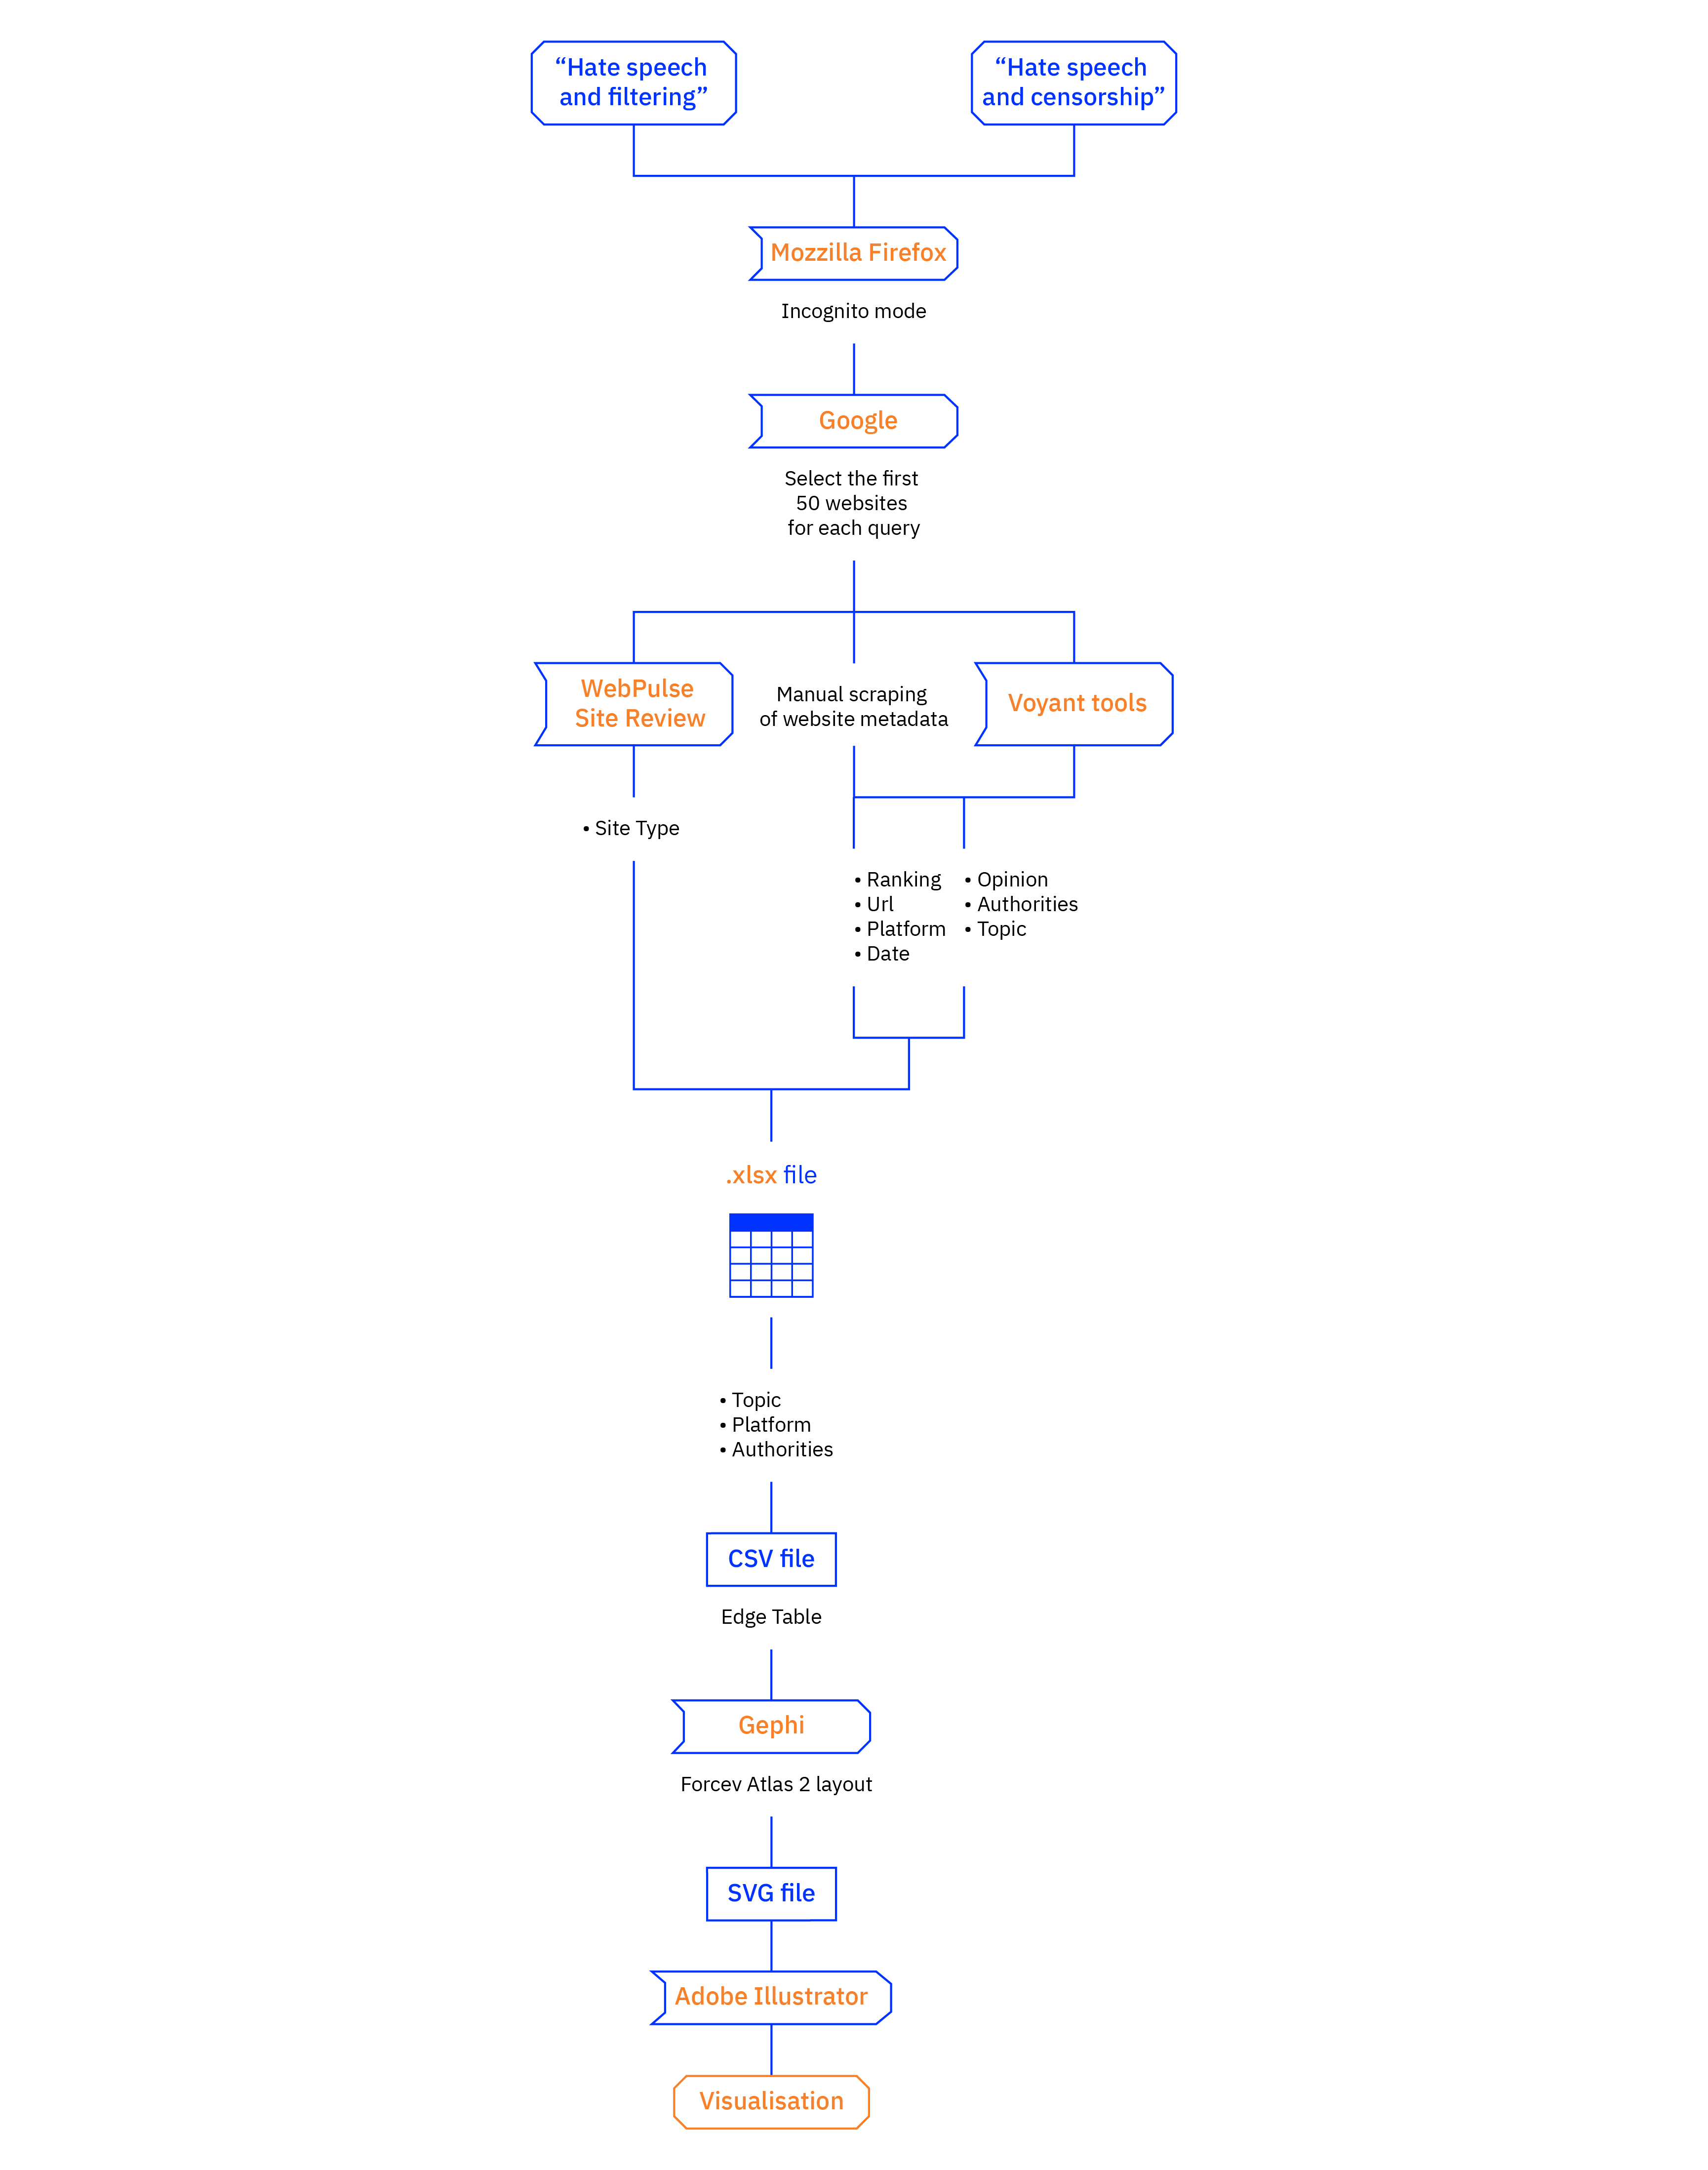 “Hate speech
and filtering”
“Hate speech
and censorship”
Mozzilla Firefox
Incognito mode
Google
Select the first
50 websites
for each query
WebPulse
Site Review
Manual scraping
of website metadata
Voyant tools
• Site Type
• Ranking
• Url
• Platform
• Date
• Opinion
• Authorities
• Topic
.xlsx file
• Topic
• Platform
• Authorities
CSV file
Edge Table
Gephi
Forcev Atlas 2 layout
SVG file
Adobe Illustrator
Visualisation